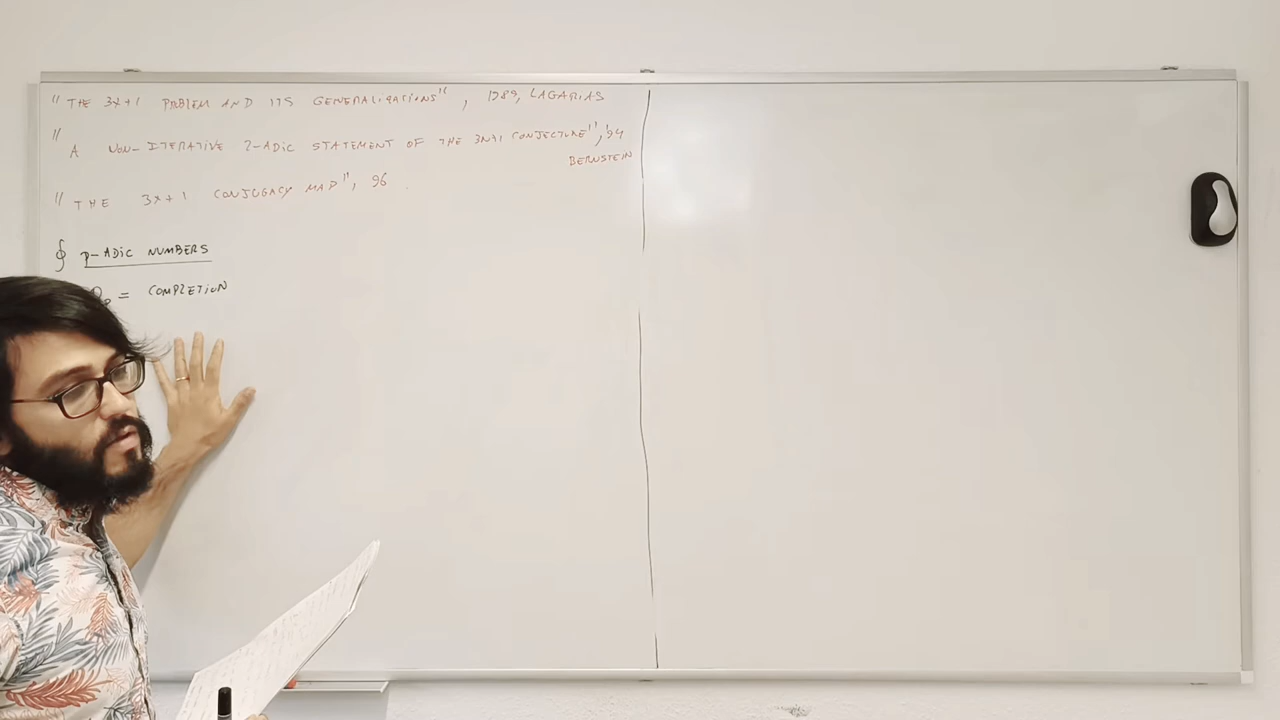 "THE 3X+1 PROBLEM AND ITS GENERALIZATIONS", 1985, LAGARIAS
"A NON-ITERATIVE 2-ADIC STATEMENT OF THE 3N+1 CONJECTURE", '94
BERNSTEIN
"THE 3X+1 CONJUGACY MAP", 96
§ p-ADIC NUMBERS
= COMPLETION